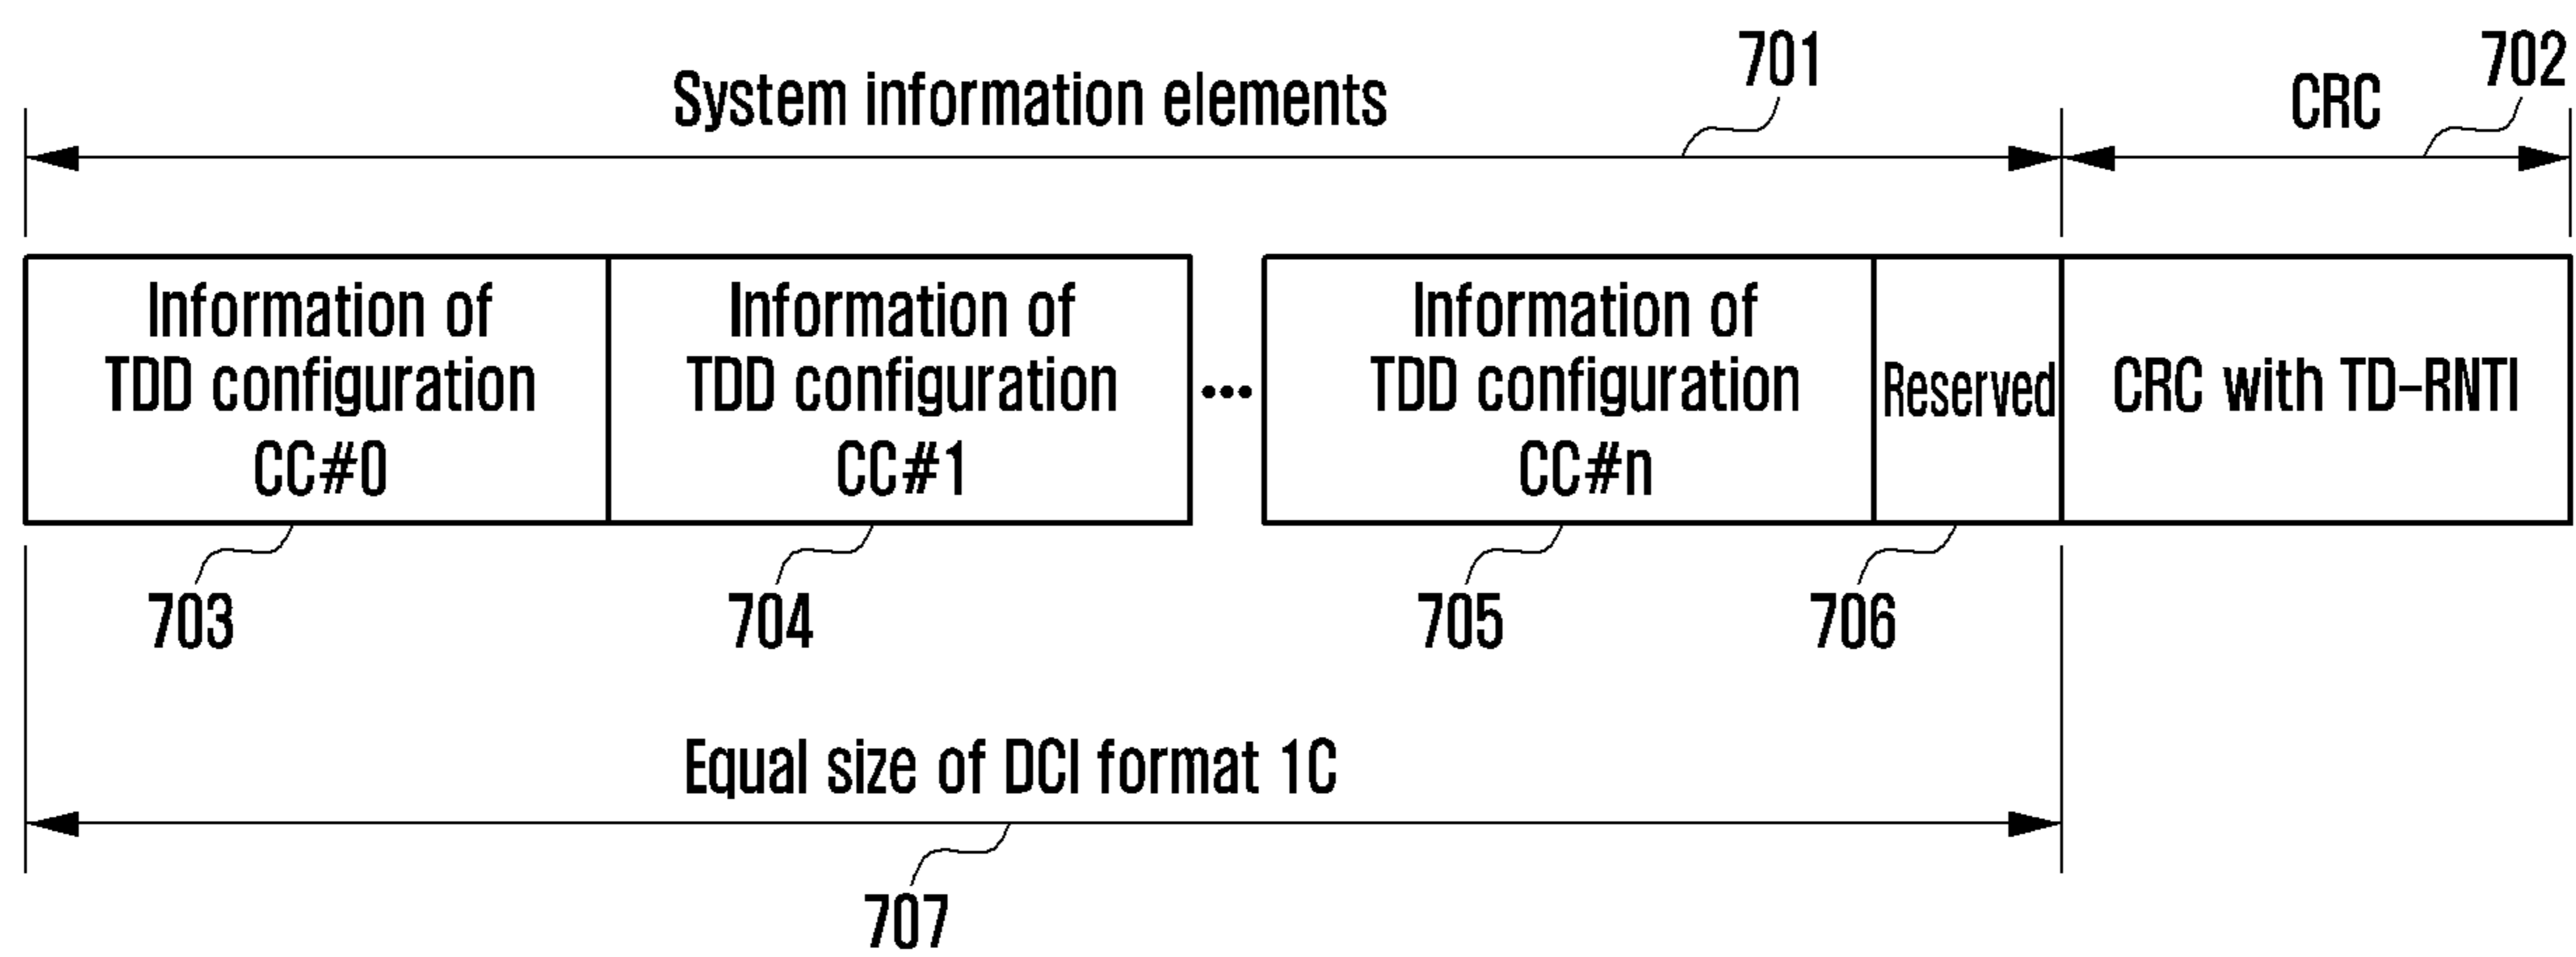 701
702
System information elements
CRC
Information of
TDD configuration
CC#0
Information of
TDD configuration
CC#1
•••
Information of
TDD configuration
CC#n
Reserved
CRC with TD-RNTI
703
704
705
706
Equal size of DCI format 1C
707